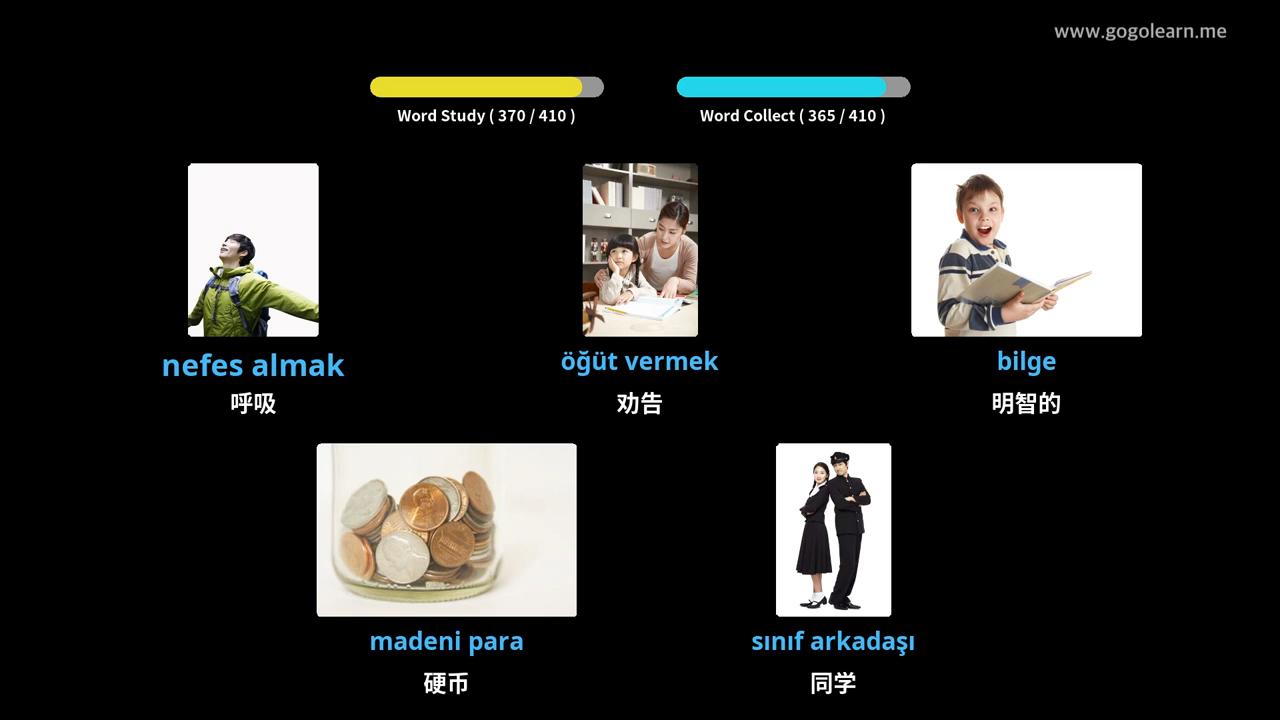 www.gogolearn.me
Word Study ( 370 / 410 )
Word Collect ( 365 / 410 )
nefes almak
呼吸
öğüt vermek
劝告
bilge
明智的
madeni para
硬币
sınıf arkadaşı
同学